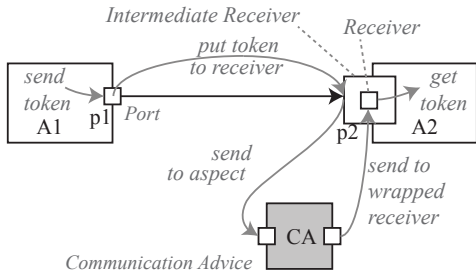 Intermediate Receiver
Receiver
put token
to receiver
send
token
A1
p1
Port
get
token
p2
A2
send
to aspect
send to
wrapped
receiver
CA
Communication Advice